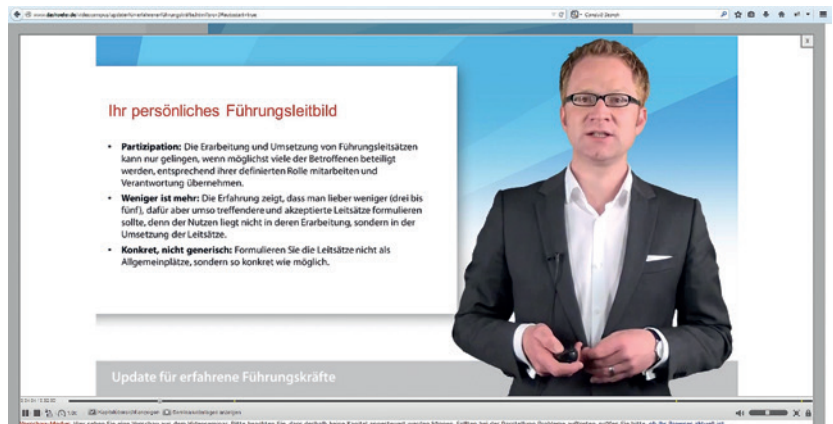 Conduit Search
x
Ihr persönliches Führungsleitbild
• Partizipation: Die Erarbeitung und Umsetzung von Führungsleitsätzen
kann nur gelingen, wenn möglichst viele der Betroffenen beteiligt
werden, entsprechend ihrer definierten Rolle mitarbeiten und
Verantwortung übernehmen.
• Weniger ist mehr: Die Erfahrung zeigt, dass man lieber weniger (drei bis
fünf), dafür aber umso treffendere und akzeptierte Leitsätze formulieren
sollte, denn der Nutzen liegt nicht in deren Erarbeitung, sondern in der
Umsetzung der Leitsätze.
• Konkret, nicht generisch: Formulieren Sie die Leitsätze nicht als
Allgemeinplätze, sondern so konkret wie möglich.
Update für erfahrene Führungskräfte
Kapitelübersicht anzeigen